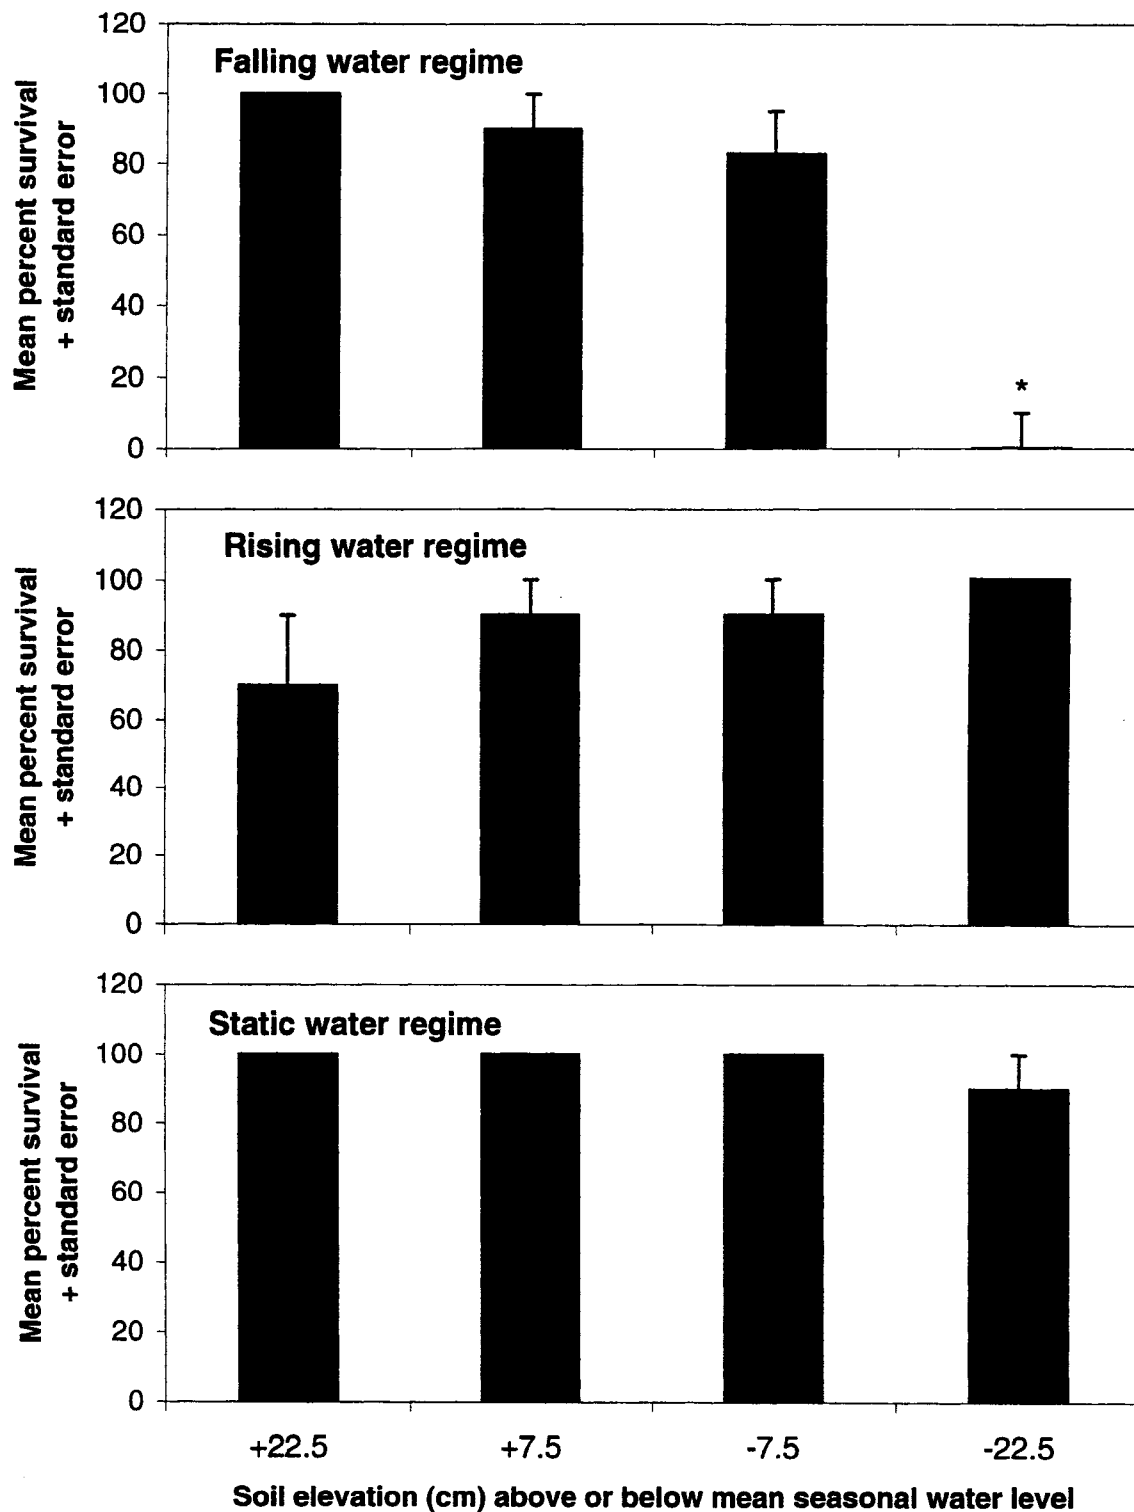 Falling water regime
Mean percent survival
+ standard error
120
100
80
60
40
20
0
*
Rising water regime
Mean percent survival
+ standard error
120
100
80
60
40
20
0
Static water regime
Mean percent survival
+ standard error
120
100
80
60
40
20
0
+22.5 +7.5 -7.5 -22.5
Soil elevation (cm) above or below mean seasonal water level